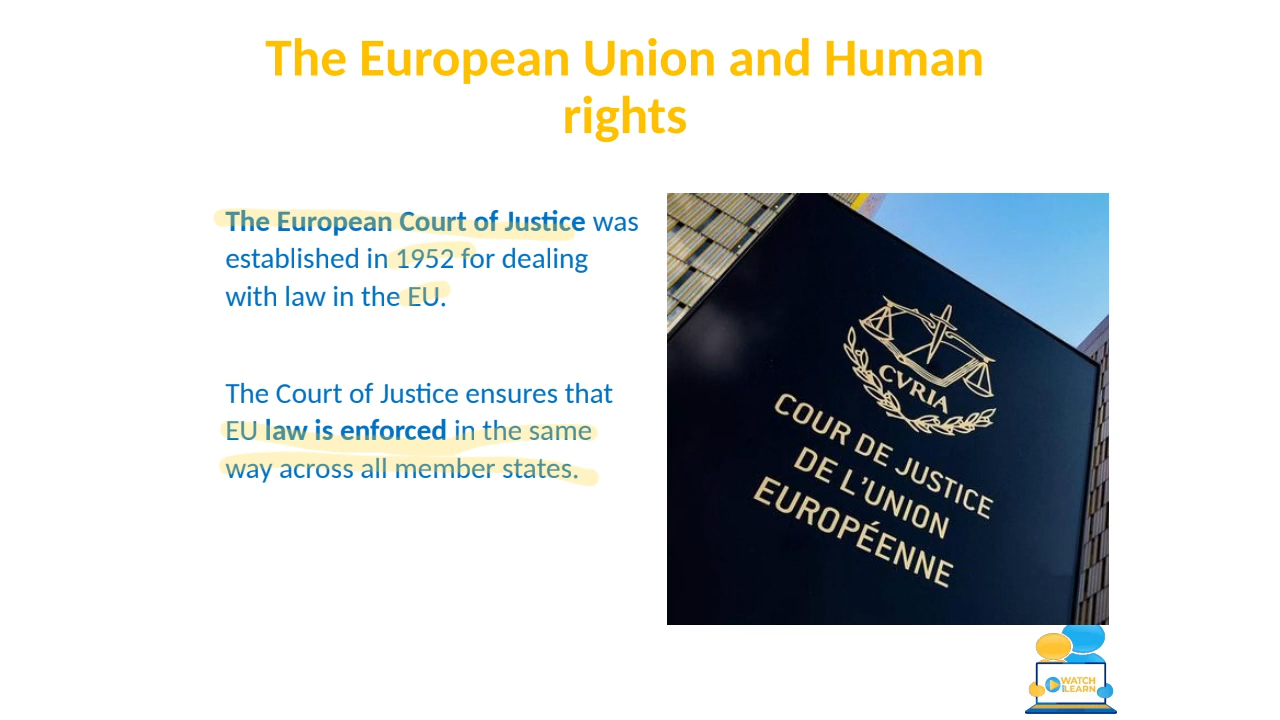 The European Union and Human
rights
The European Court of Justice was
established in 1952 for dealing
with law in the EU.
The Court of Justice ensures that
EU law is enforced in the same
way across all member states.
CVRIA
COUR DE JUSTICE
DE L'UNION
EUROPÉENNE
WATCH
LEARN